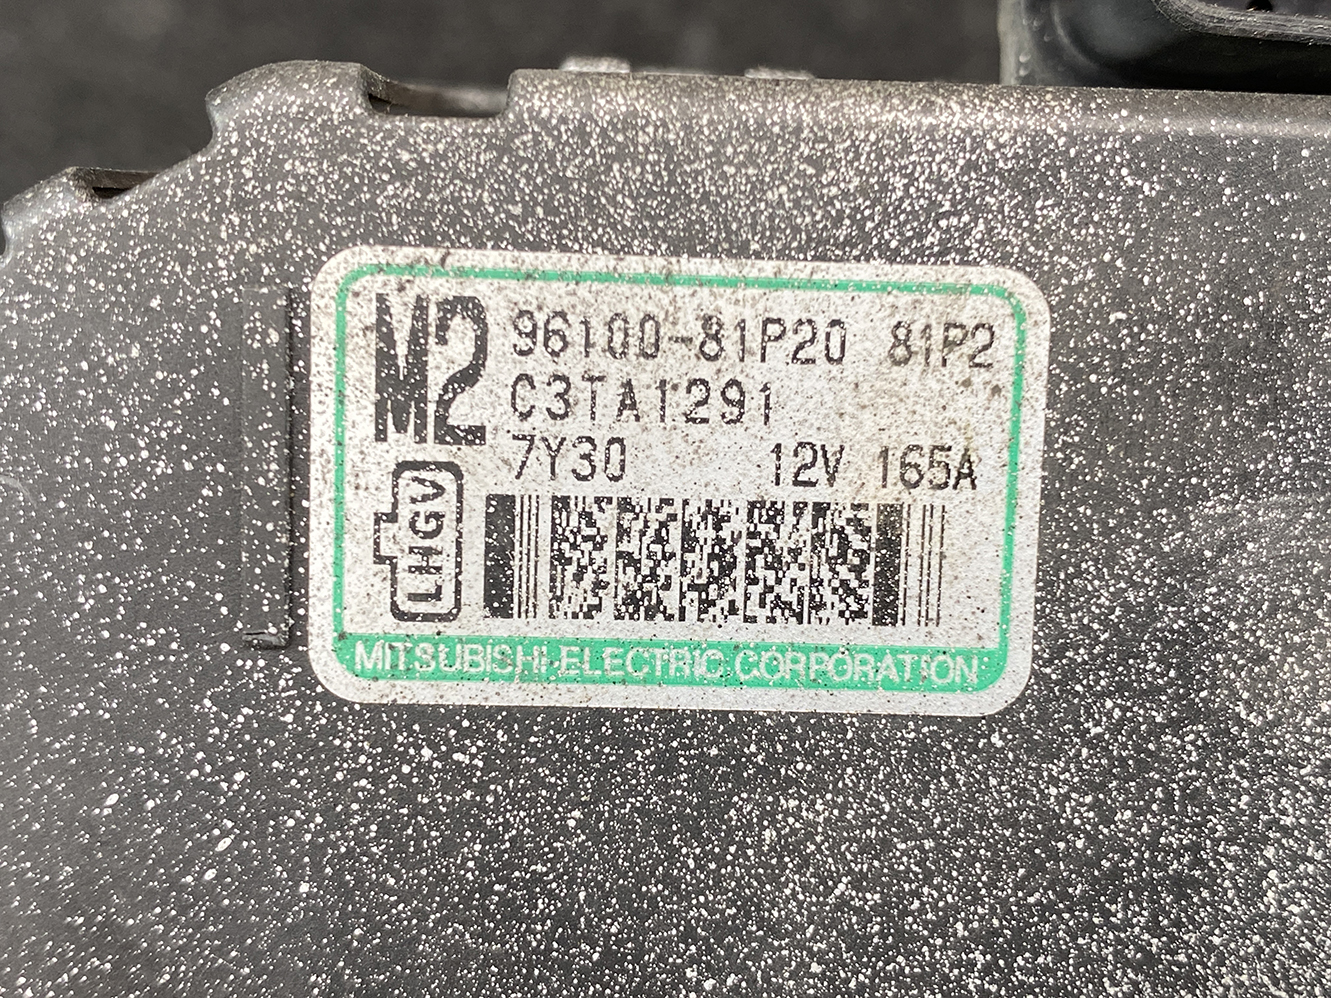 M2
96100-81P20 81P2
C3TA1291
7Y30 12V 165A
LHGV
MITSUBISHI ELECTRIC CORPORATION